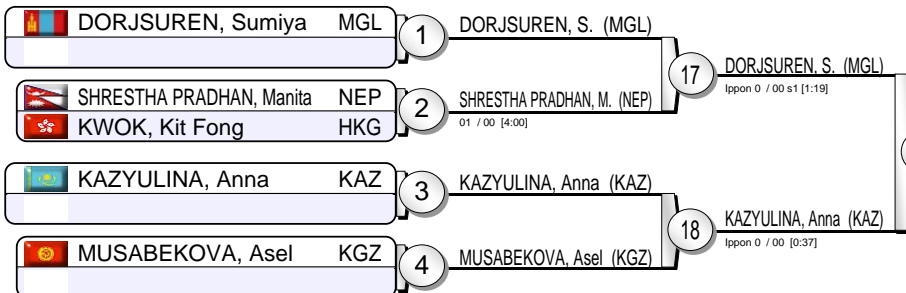 DORJSUREN, Sumiya MGL
1
DORJSUREN, S. (MGL)
17
DORJSUREN, S. (MGL)
Ippon 0 / 00 s1 [1:19]
SHRESTHA PRADHAN, Manita NEP
KWOK, Kit Fong HKG
2
SHRESTHA PRADHAN, M. (NEP)
01 / 00 [4:00]
KAZYULINA, Anna KAZ
3
KAZYULINA, Anna (KAZ)
18
KAZYULINA, Anna (KAZ)
Ippon 0 / 00 [0:37]
MUSABEKOVA, Asel KGZ
4
MUSABEKOVA, Asel (KGZ)